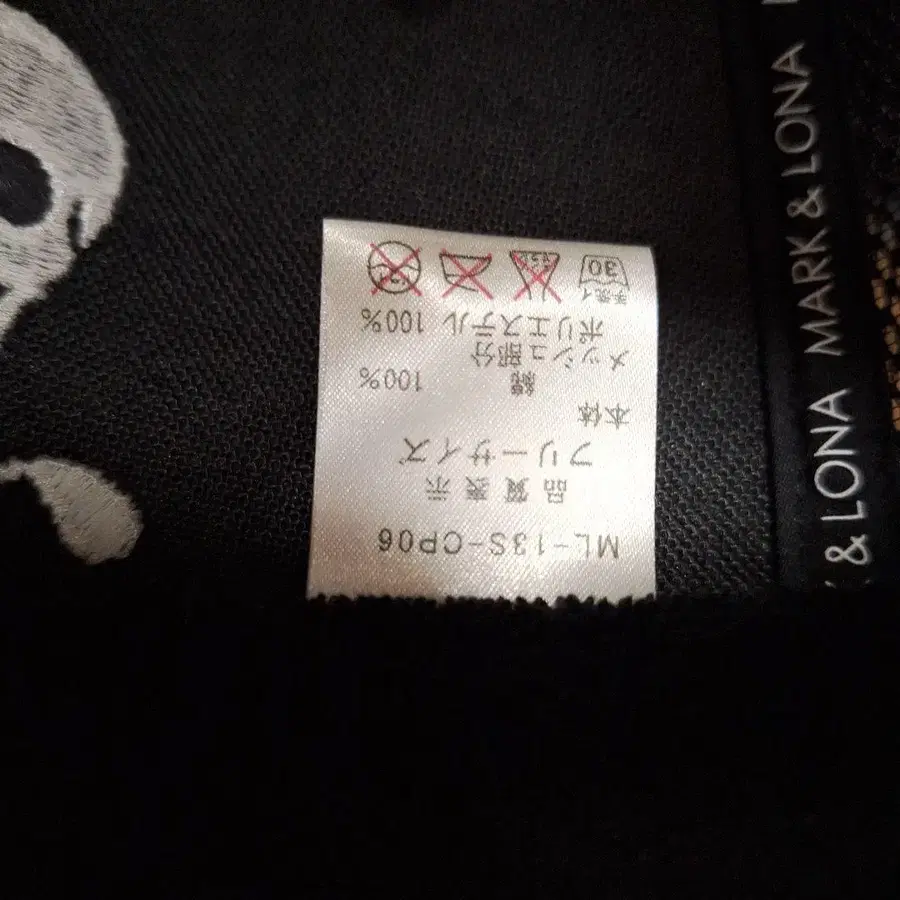 ML-13S-CP06
品質表示
フリーサイズ
本体
綿 100%
メッシュ部分
ポリエステル 100%
手洗イ
30
MARK & LONA
& LONA